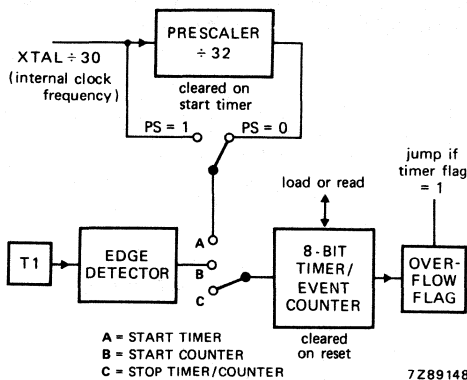 PRESCALER
÷ 32
XTAL ÷ 30
(internal clock
frequency)
cleared on
start timer
PS = 1
PS = 0
jump if
timer flag
= 1
load or read
A
T1
EDGE
DETECTOR
B
C
8-BIT
TIMER/
EVENT
COUNTER
OVER-
FLOW
FLAG
A = START TIMER
B = START COUNTER
C = STOP TIMER/COUNTER
cleared
on reset
7Z89148